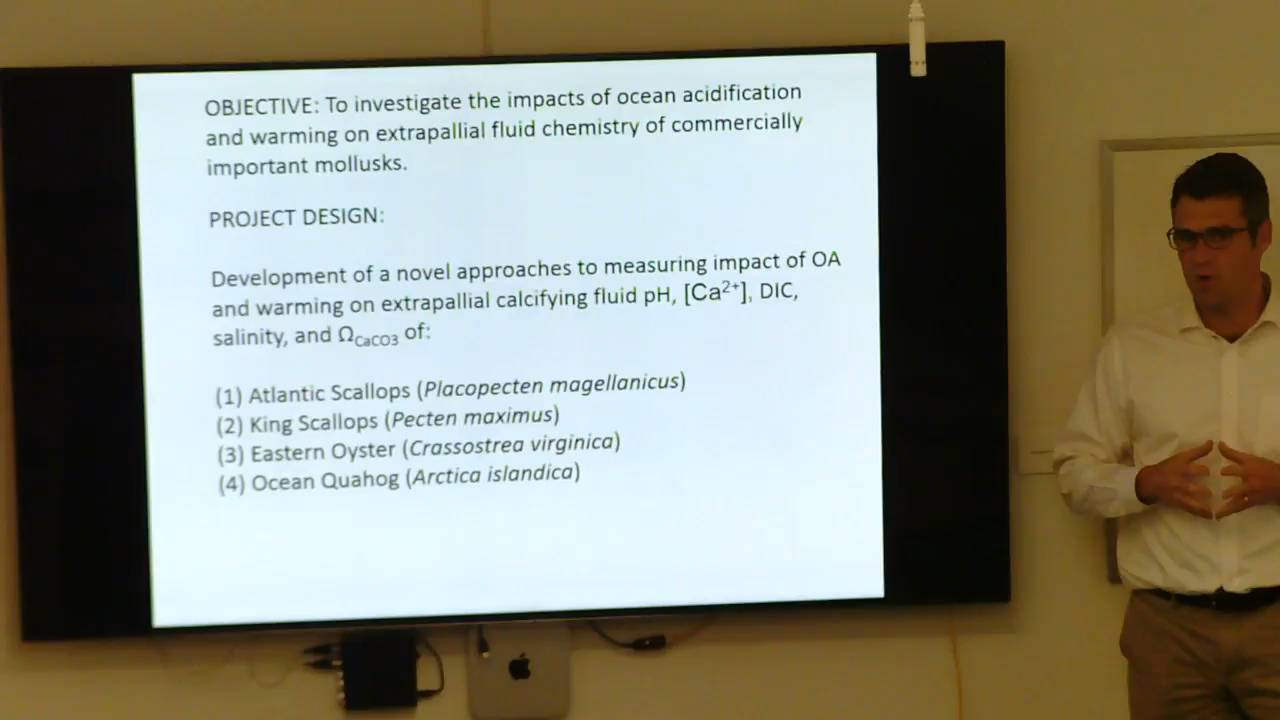 OBJECTIVE: To investigate the impacts of ocean acidification
and warming on extrapallial fluid chemistry of commercially
important mollusks.
PROJECT DESIGN:
Development of a novel approaches to measuring impact of OA
and warming on extrapallial calcifying fluid pH, [Ca²⁺], DIC,
salinity, and Ω_CaCO3 of:
(1) Atlantic Scallops (Placopecten magellanicus)
(2) King Scallops (Pecten maximus)
(3) Eastern Oyster (Crassostrea virginica)
(4) Ocean Quahog (Arctica islandica)